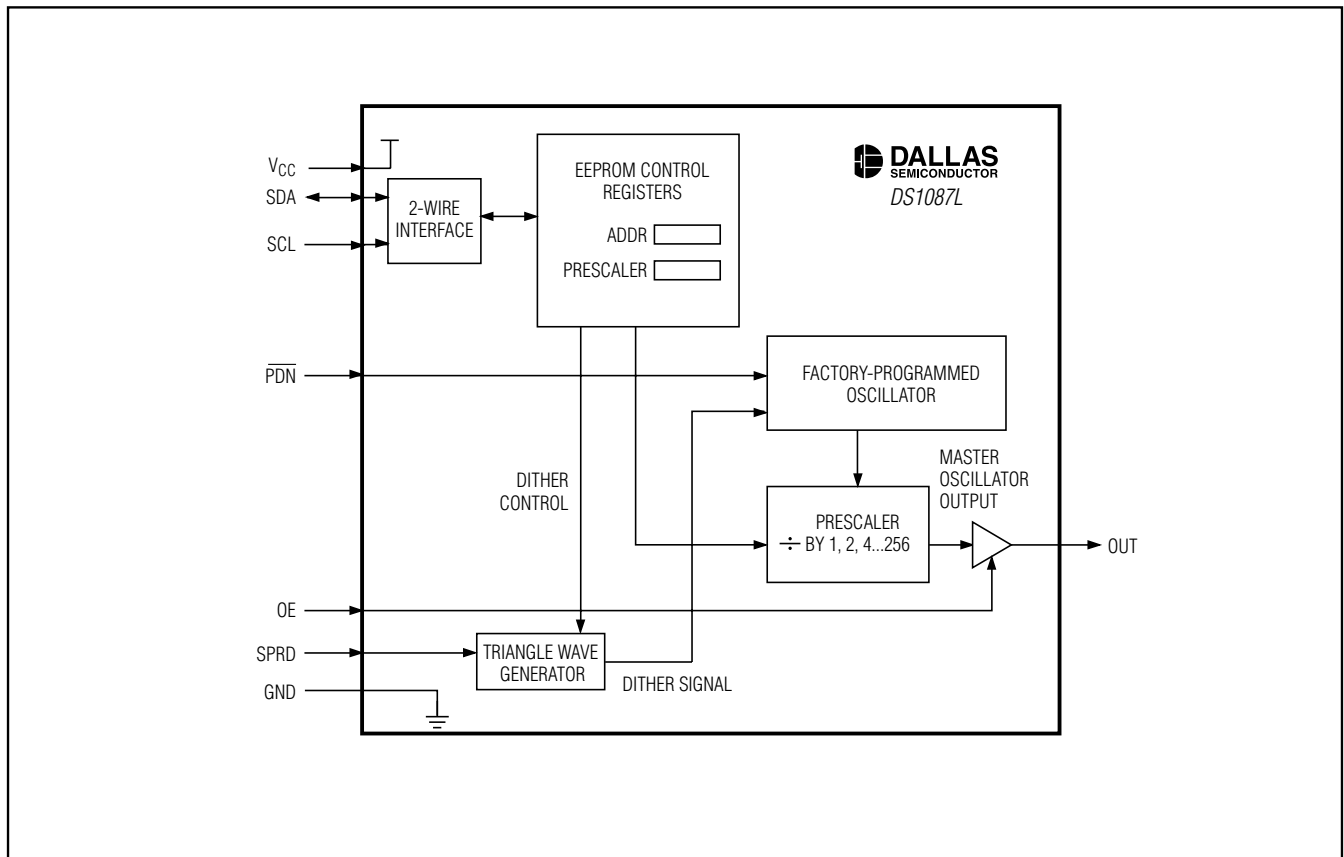 VCC
SDA
SCL
PDN
OE
SPRD
GND
2-WIRE
INTERFACE
EEPROM CONTROL
REGISTERS
ADDR
PRESCALER
DALLAS
SEMICONDUCTOR
DS1087L
FACTORY-PROGRAMMED
OSCILLATOR
DITHER
CONTROL
MASTER
OSCILLATOR
OUTPUT
PRESCALER
÷ BY 1, 2, 4...256
OUT
TRIANGLE WAVE
GENERATOR
DITHER SIGNAL